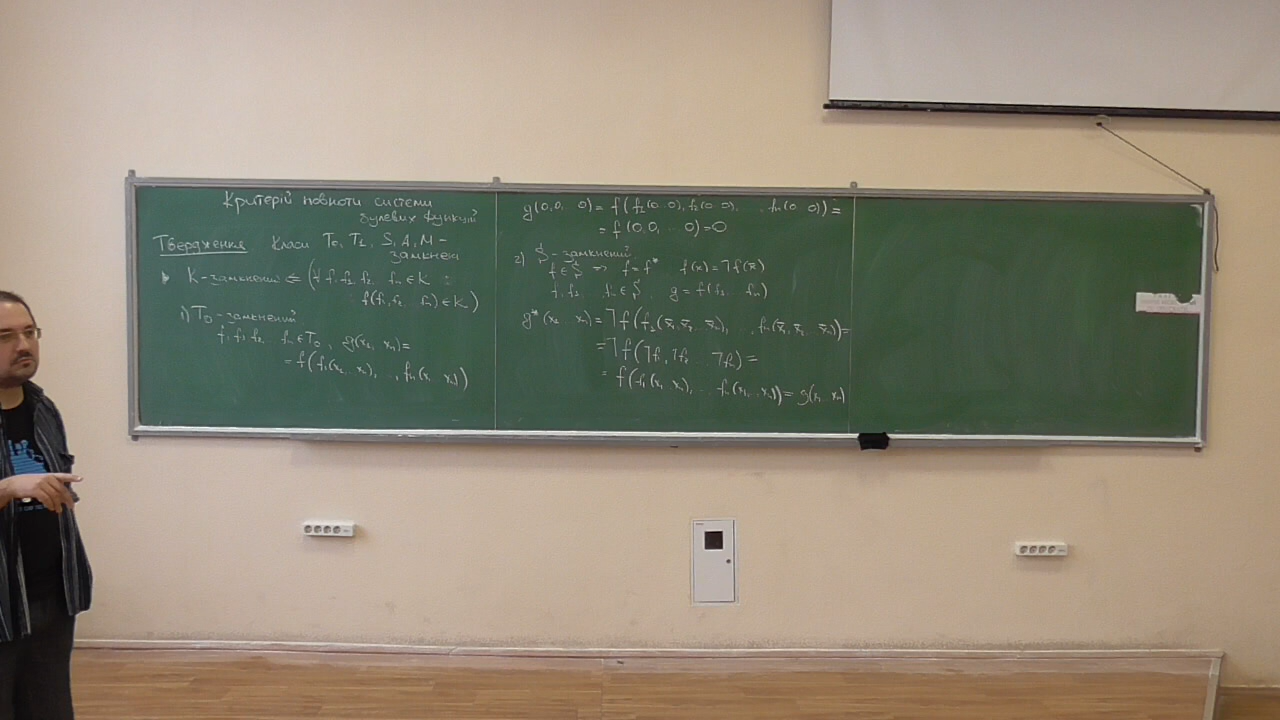 Критерій повноти системи
булевих функцій
Твердження Класи T₀, T₁, S, A, M –
замкнені
K – замкнений ⇐ (∀ f, f₁, f₂ fₙ ∈ K :
f(f₁, f₂ … fₙ) ∈ K)
1) T₀ – замкнений
f, f₁ f₂ … fₙ ∈ T₀, g(x₁, xₙ) =
= f(f₁(x₁ … xₙ), …, fₙ(x₁ … xₙ))
g(0,0, 0) = f(f₁(0..0), f₂(0..0), , fₙ(0..0)) =
= f(0,0, …0) = 0
2) S – замкнений
f ∈ S ⇒ f = f* f(x) = ⌉f(x̄)
f, f₁, fₙ ∈ S, g = f(f₁ … fₙ)
g*(x₁ … xₙ) = ⌉f(f₁(x̄₁, x̄₂, … x̄ₙ), , fₙ(x̄₁, x̄₂ … x̄ₙ)) =
= ⌉f(⌉f₁, ⌉f₂ … ⌉fₙ) =
= f(f₁(x₁, xₙ), … fₙ(x₁, …, xₙ)) = g(x₁ … xₙ)